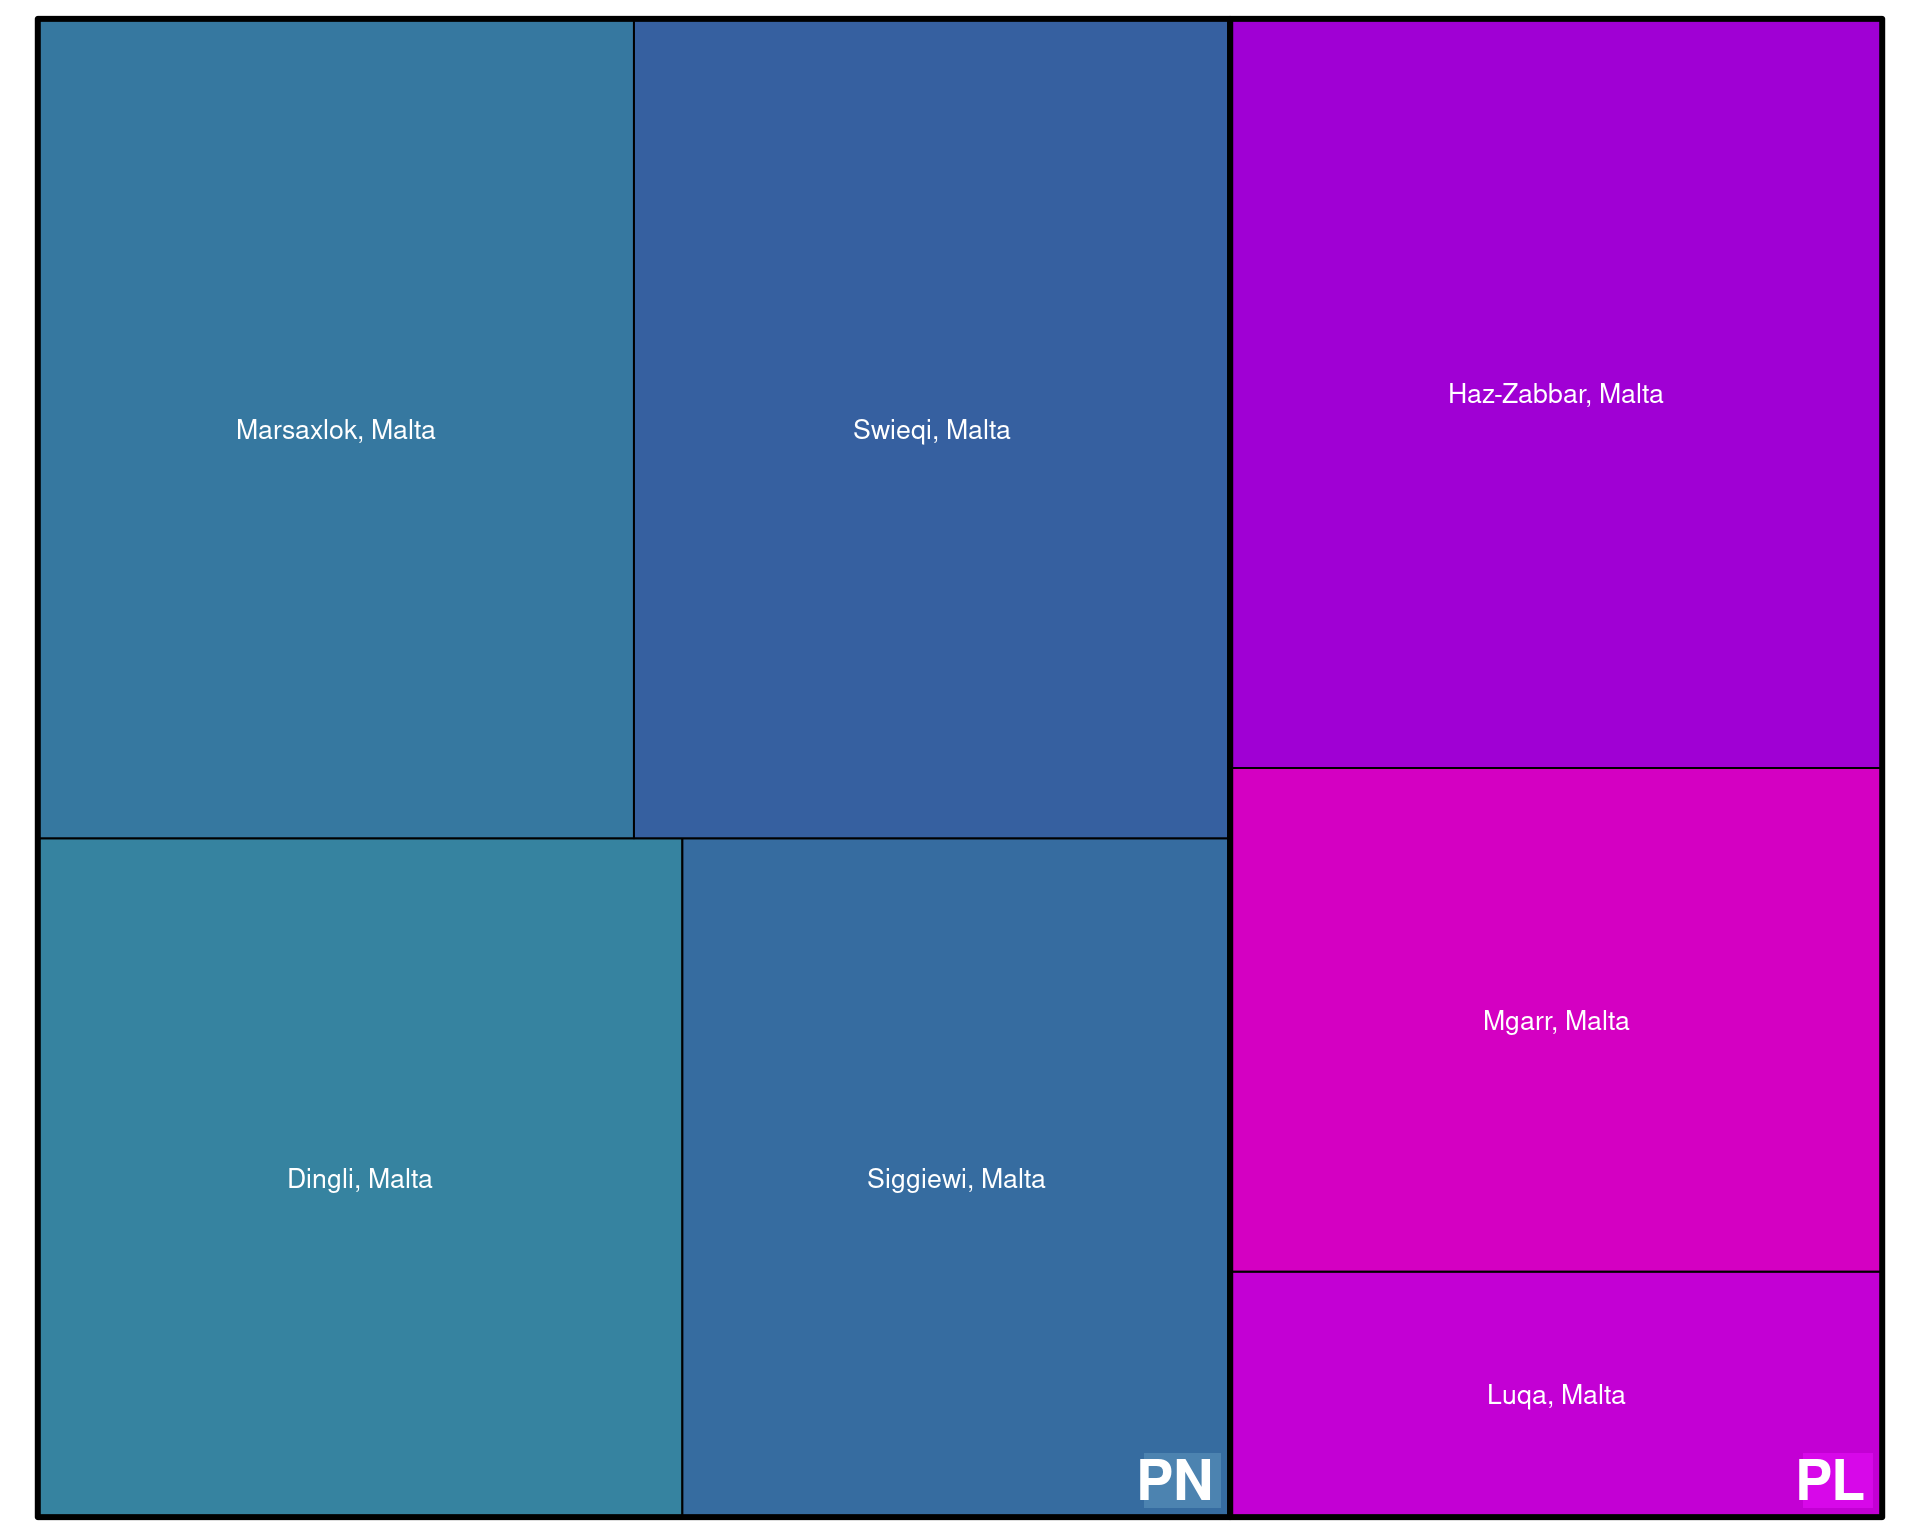 Marsaxlok, Malta
Swieqi, Malta
Haz-Zabbar, Malta
Mgarr, Malta
Dingli, Malta
Siggiewi, Malta
Luqa, Malta
PN
PL